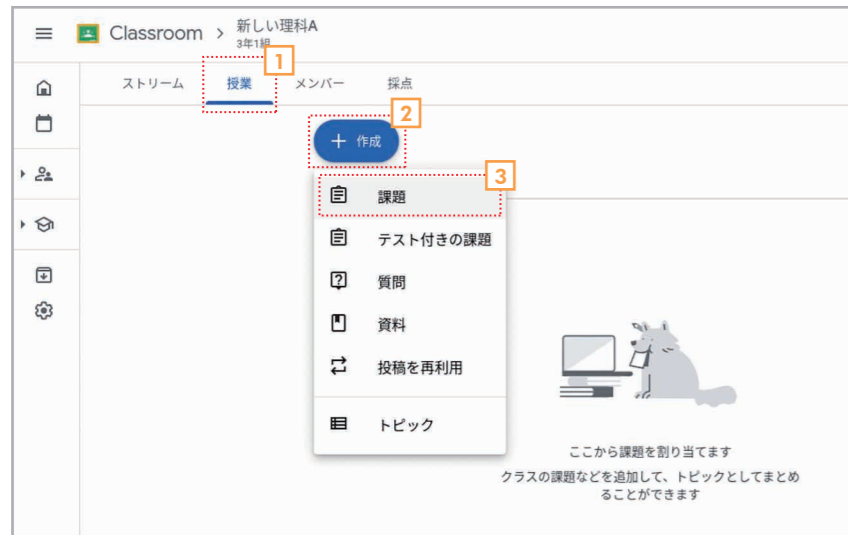 Classroom > 新しい理科A
3年1組
1
ストリーム 授業 メンバー 採点
2
+ 作成
3
課題
テスト付きの課題
質問
資料
投稿を再利用
トピック
ここから課題を割り当てます
クラスの課題などを追加して、トピックとしてまとめ
ることができます